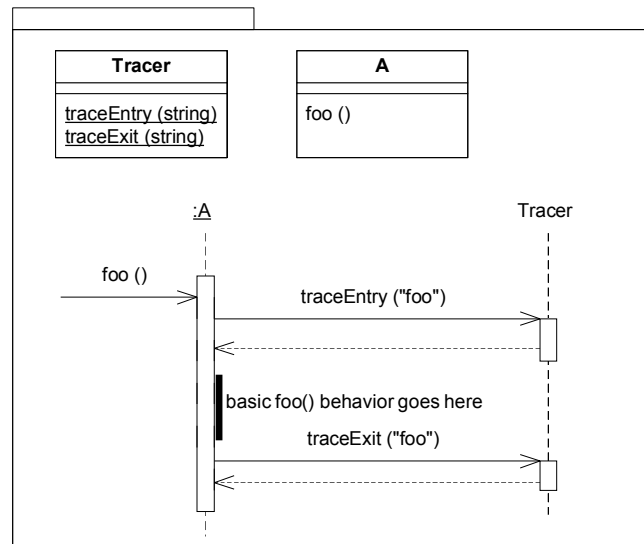 Tracer
traceEntry (string)
traceExit (string)
A
foo ()
:A
Tracer
foo ()
traceEntry ("foo")
basic foo() behavior goes here
traceExit ("foo")